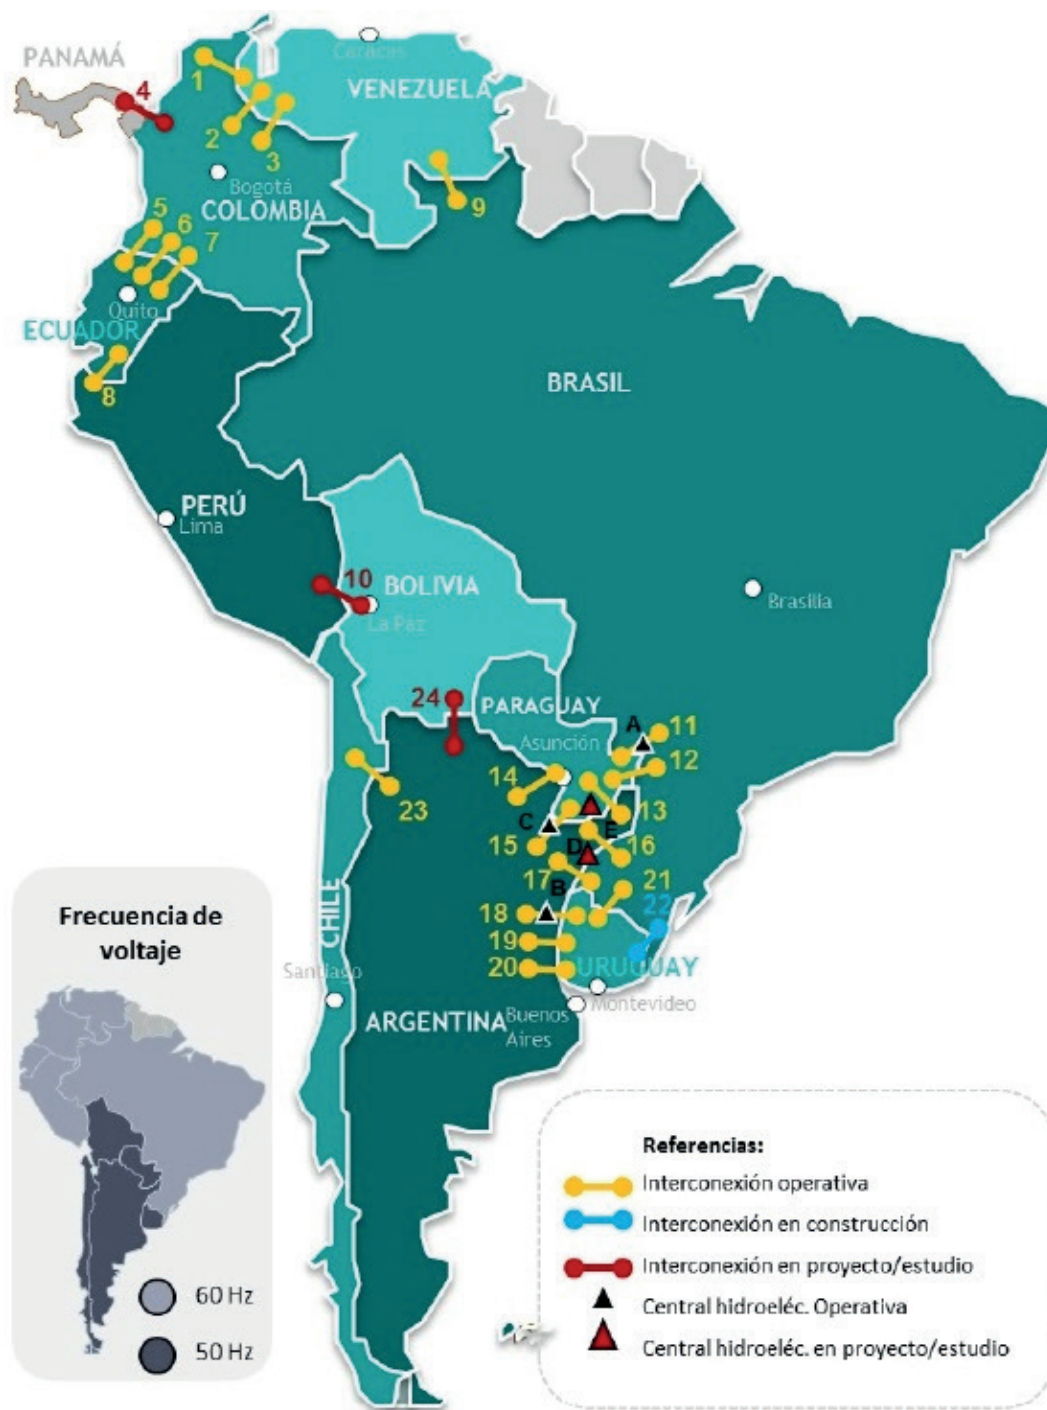 PANAMÁ
Caracas
VENEZUELA
1
4
2
3
Bogotá
COLOMBIA
9
5
6
7
Quito
ECUADOR
8
BRASIL
PERÚ
Lima
10
BOLIVIA
La Paz
Brasilia
24
PARAGUAY
Asunción
A
11
12
14
23
13
C
E
15
D
16
17
B
21
18
22
19
20
URUGUAY
CHILE
Santiago
Montevideo
ARGENTINA
Buenos
Aires
Frecuencia de
voltaje
60 Hz
50 Hz
Referencias:
Interconexión operativa
Interconexión en construcción
Interconexión en proyecto/estudio
Central hidroeléc. Operativa
Central hidroeléc. en proyecto/estudio